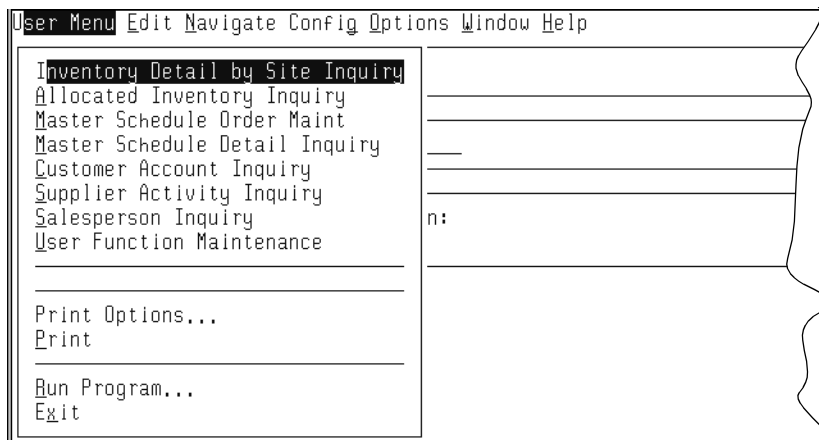 User Menu Edit Navigate Config Options Window Help
Inventory Detail by Site Inquiry
Allocated Inventory Inquiry
Master Schedule Order Maint
Master Schedule Detail Inquiry
Customer Account Inquiry
Supplier Activity Inquiry
Salesperson Inquiry
n:
User Function Maintenance
Print Options...
Print
Run Program...
Exit